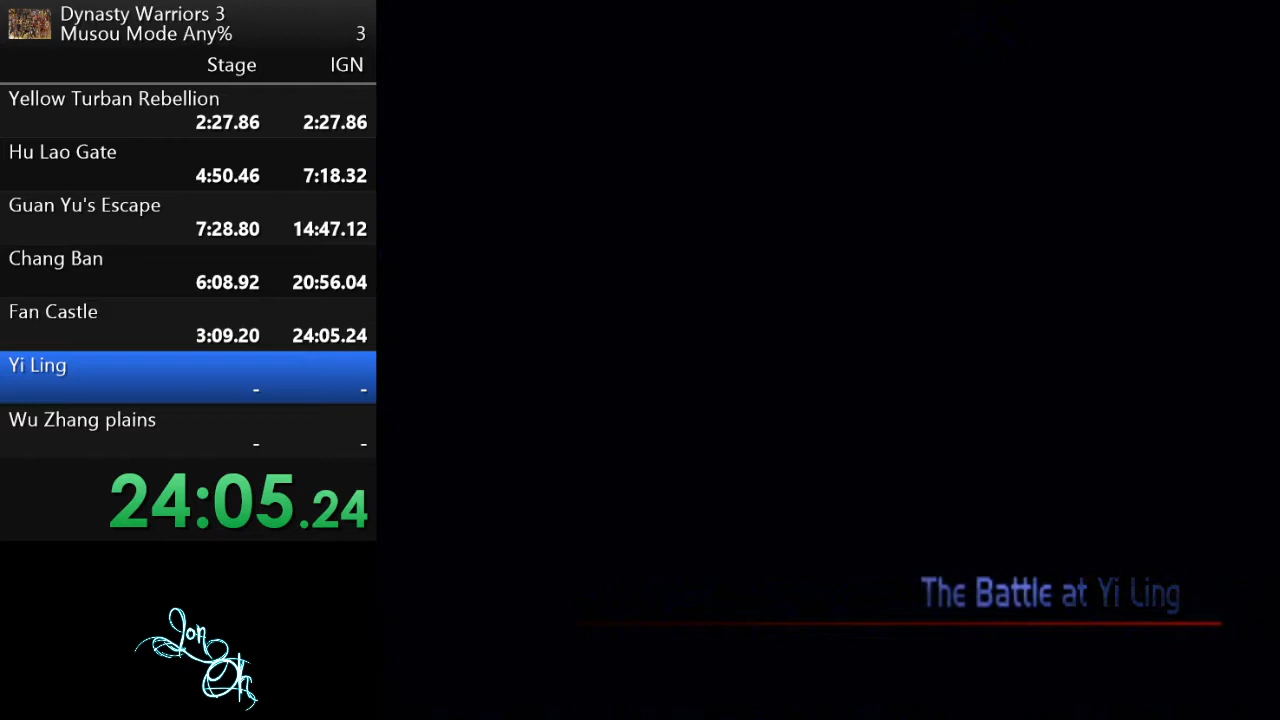 Dynasty Warriors 3
Musou Mode Any%
3
Stage IGN
Yellow Turban Rebellion
2:27.86 2:27.86
Hu Lao Gate
4:50.46 7:18.32
Guan Yu's Escape
7:28.80 14:47.12
Chang Ban
6:08.92 20:56.04
Fan Castle
3:09.20 24:05.24
Yi Ling
- -
Wu Zhang plains
- -
24:05.24
Jon
The Battle at Yi Ling